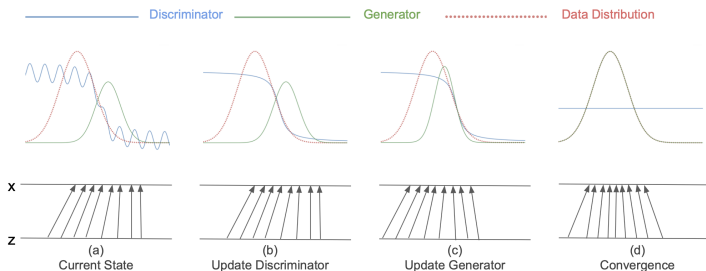 Discriminator Generator Data Distribution
X
Z
(a) (b) (c) (d)
Current State Update Discriminator Update Generator Convergence